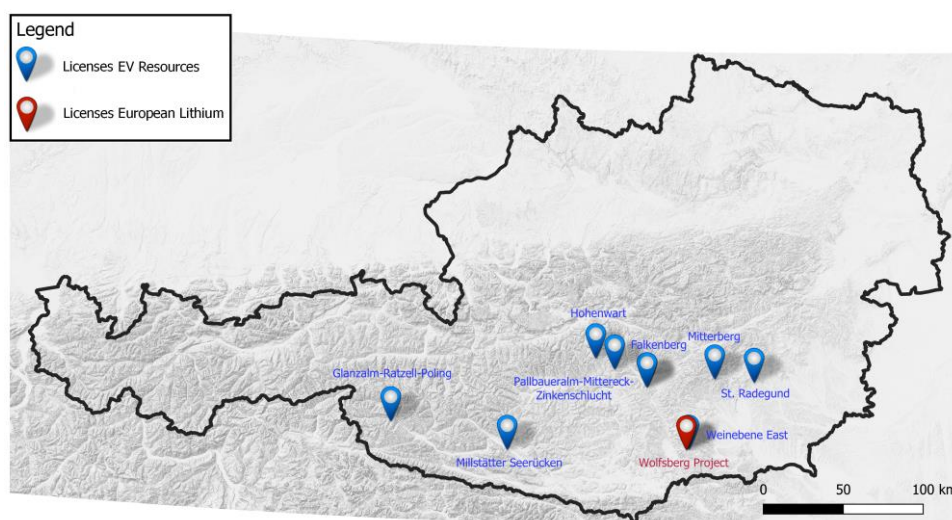 Legend
Licenses EV Resources
Licenses European Lithium
Hohenwart
Falkenberg
Mitterberg
Glanzalm-Ratzell-Poling
Pallbaueralm-Mittereck-
Zinkenschlucht
St. Radegund
Weinebene East
Millstätter Seerücken
Wolfsberg Project
0 50 100 km